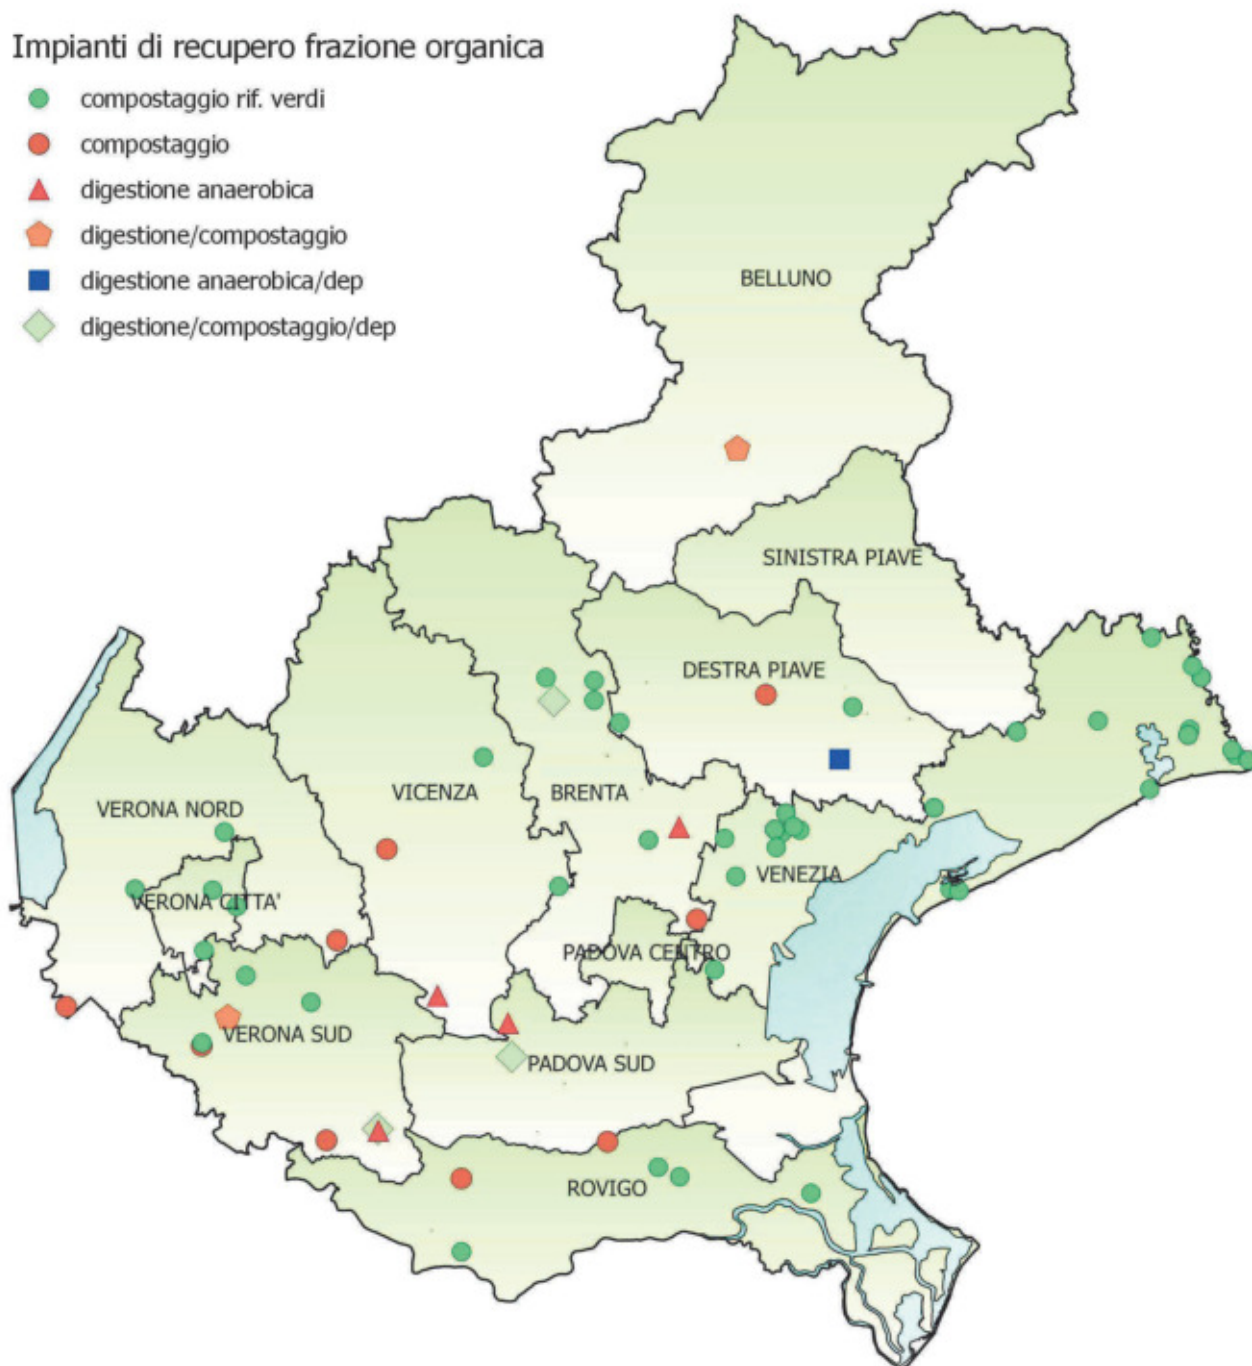 Impianti di recupero frazione organica
compostaggio rif. verdi
compostaggio
digestione anaerobica
digestione/compostaggio
digestione anaerobica/dep
digestione/compostaggio/dep
BELLUNO
SINISTRA PIAVE
DESTRA PIAVE
VICENZA
BRENTA
VERONA NORD
VENEZIA
VERONA CITTA'
PADOVA CENTRO
VERONA SUD
PADOVA SUD
ROVIGO